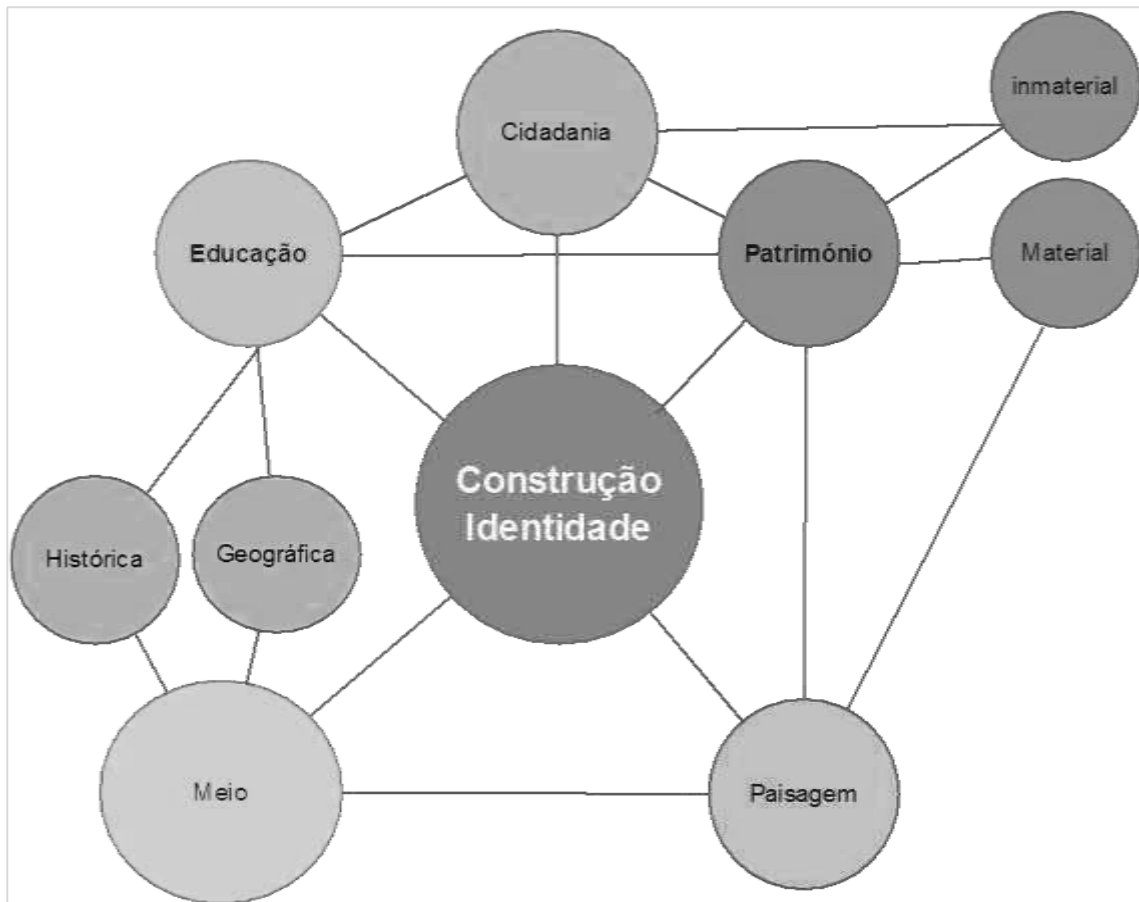 inmaterial
Cidadania
Educação
Património
Material
Construção
Identidade
Histórica
Geográfica
Meio
Paisagem